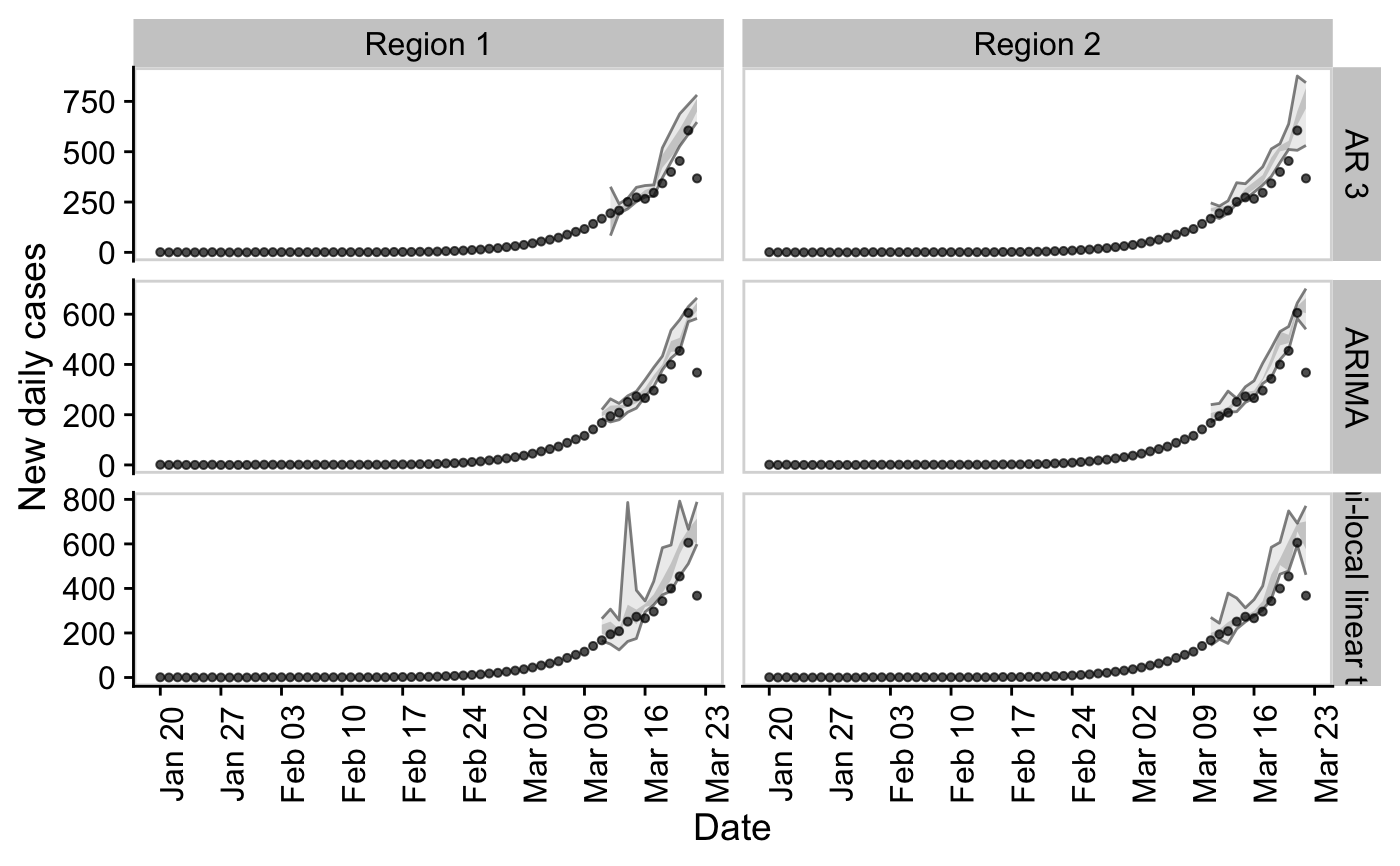 Region 1
Region 2
750
500
250
0
AR 3
600
400
200
0
ARIMA
800
600
400
200
0
i-local linear t
New daily cases
Jan 20
Jan 27
Feb 03
Feb 10
Feb 17
Feb 24
Mar 02
Mar 09
Mar 16
Mar 23
Jan 20
Jan 27
Feb 03
Feb 10
Feb 17
Feb 24
Mar 02
Mar 09
Mar 16
Mar 23
Date